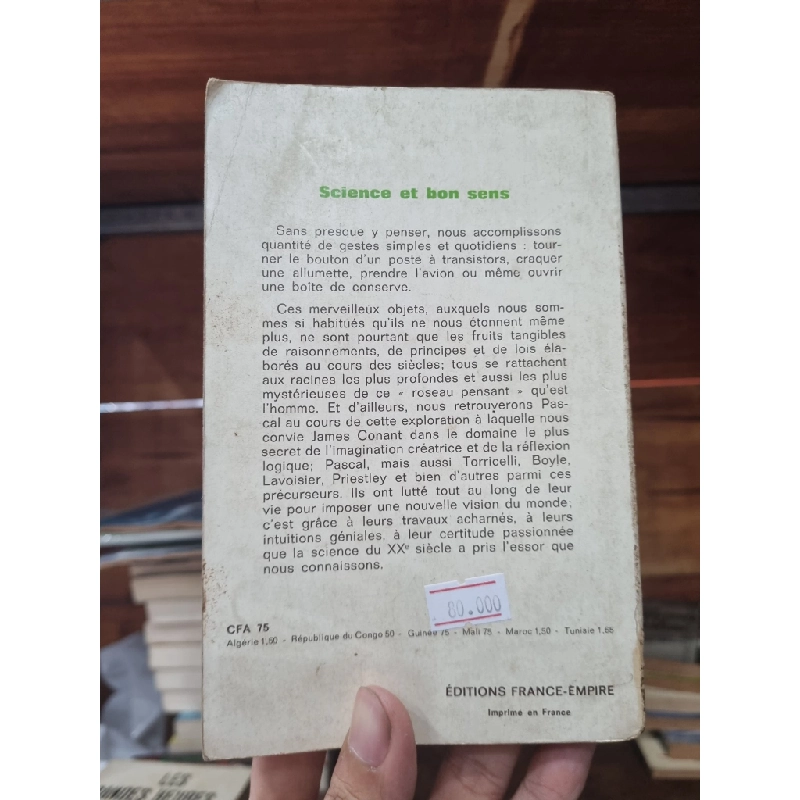 Science et bon sens
Sans presque y penser, nous accomplissons
quantité de gestes simples et quotidiens : tour-
ner le bouton d'un poste à transistors, craquer
une allumette, prendre l'avion ou même ouvrir
une boîte de conserve.
Ces merveilleux objets, auxquels nous som-
mes si habitués qu'ils ne nous étonnent même
plus, ne sont pourtant que les fruits tangibles
de raisonnements, de principes et de lois éla-
borés au cours des siècles; tous se rattachent
aux racines les plus profondes et aussi les plus
mystérieuses de ce « roseau pensant » qu'est
l'homme. Et d'ailleurs, nous retrouverons Pas-
cal au cours de cette exploration à laquelle nous
convie James Conant dans le domaine le plus
secret de l'imagination créatrice et de la réflexion
logique; Pascal, mais aussi Torricelli, Boyle,
Lavoisier, Priestley et bien d'autres parmi ces
précurseurs. Ils ont lutté tout au long de leur
vie pour imposer une nouvelle vision du monde;
c'est grâce à leurs travaux acharnés, à leurs
intuitions géniales, à leur certitude passionnée
que la science du XXe siècle a pris l'essor que
nous connaissons.
80.000
CFA 75
Algérie 1,50 - République du Congo 50 - Guinée 75 - Mali 75 - Maroc 1,50 - Tunisie 1,65
ÉDITIONS FRANCE-EMPIRE
Imprimé en France
LES